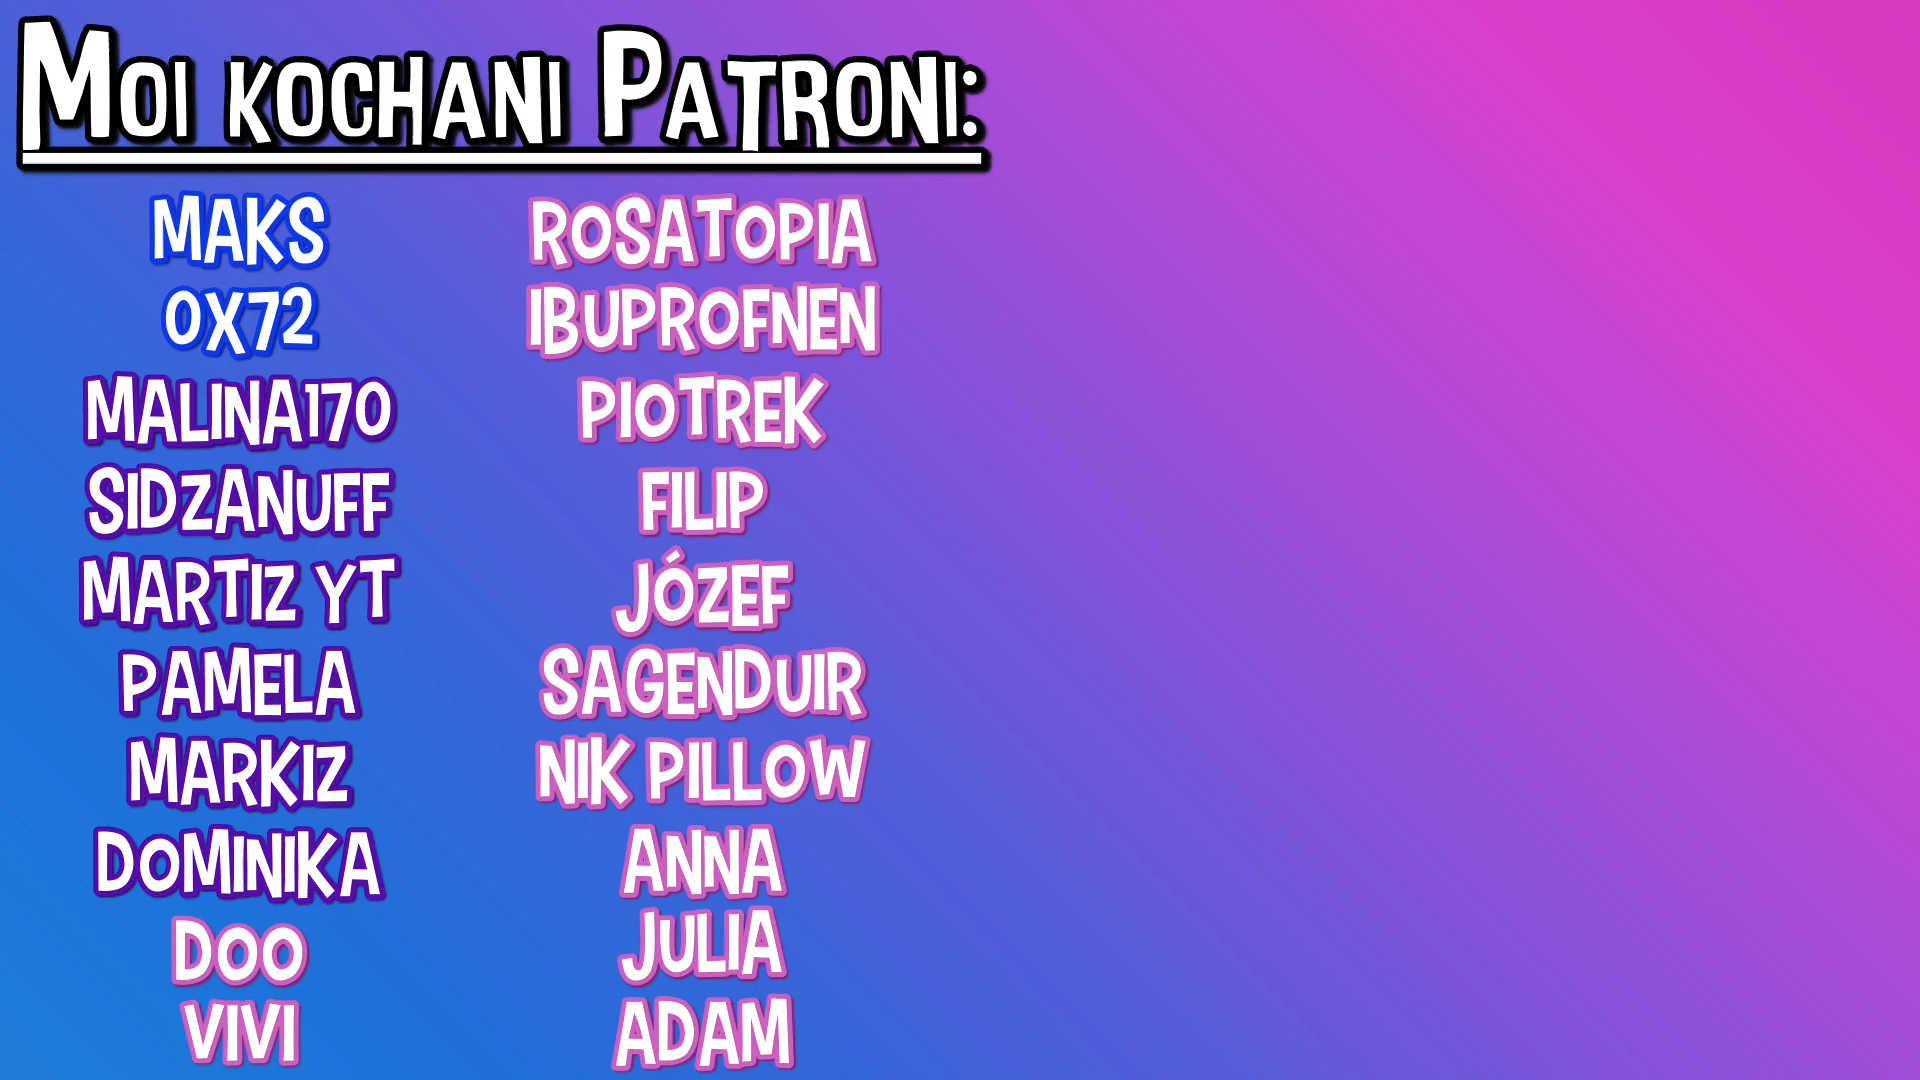 Moi kochani Patroni:
MAKS
0X72
MALINA170
SIDZANUFF
MARTIZ YT
PAMELA
MARKIZ
DOMINIKA
DOO
VIVI
ROSATOPIA
IBUPROFNEN
PIOTREK
FILIP
JÓZEF
SAGENDUIR
NIK PILLOW
ANNA
JULIA
ADAM